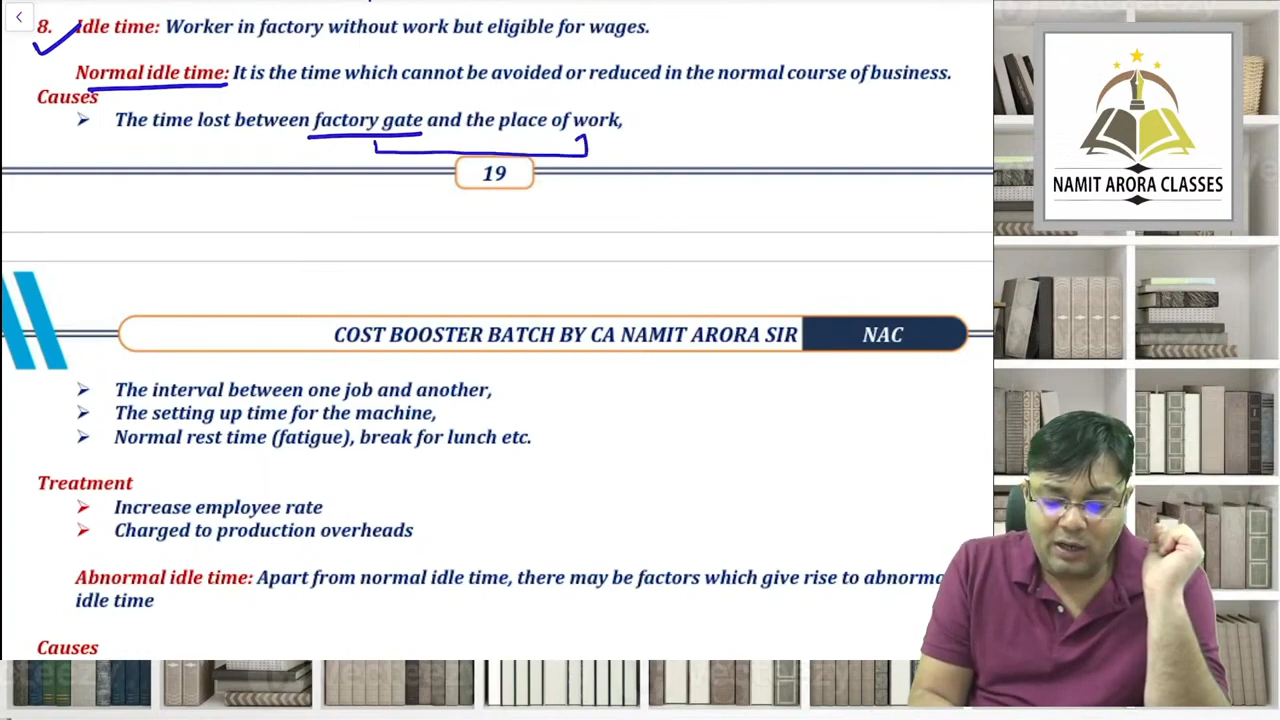 8. Idle time: Worker in factory without work but eligible for wages.
Normal idle time: It is the time which cannot be avoided or reduced in the normal course of business.
Causes
➢ The time lost between factory gate and the place of work,
19
COST BOOSTER BATCH BY CA NAMIT ARORA SIR NAC
➢ The interval between one job and another,
➢ The setting up time for the machine,
➢ Normal rest time (fatigue), break for lunch etc.
Treatment
➢ Increase employee rate
➢ Charged to production overheads
Abnormal idle time: Apart from normal idle time, there may be factors which give rise to abnorma
idle time
Causes
NAMIT ARORA CLASSES